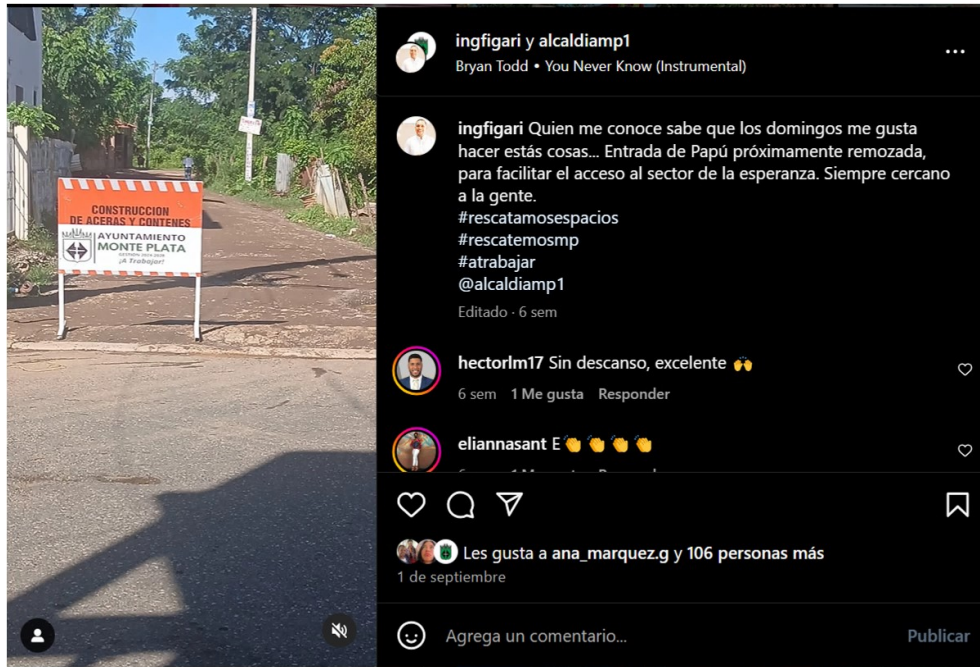 CONSTRUCCION
DE ACERAS Y CONTENES
AYUNTAMIENTO
MONTE PLATA
¡A Trabajar!
ingfigari y alcaldiamp1
Bryan Todd • You Never Know (Instrumental)
ingfigari Quien me conoce sabe que los domingos me gusta
hacer estás cosas... Entrada de Papú próximamente remozada,
para facilitar el acceso al sector de la esperanza. Siempre cercano
a la gente.
#rescatamosespacios
#rescatemosmp
#atrabajar
@alcaldiamp1
Editado · 6 sem
hectorlm17 Sin descanso, excelente 🙌
6 sem 1 Me gusta Responder
eliannasant E👏👏👏👏
Les gusta a ana_marquez.g y 106 personas más
1 de septiembre
Agrega un comentario...
Publicar